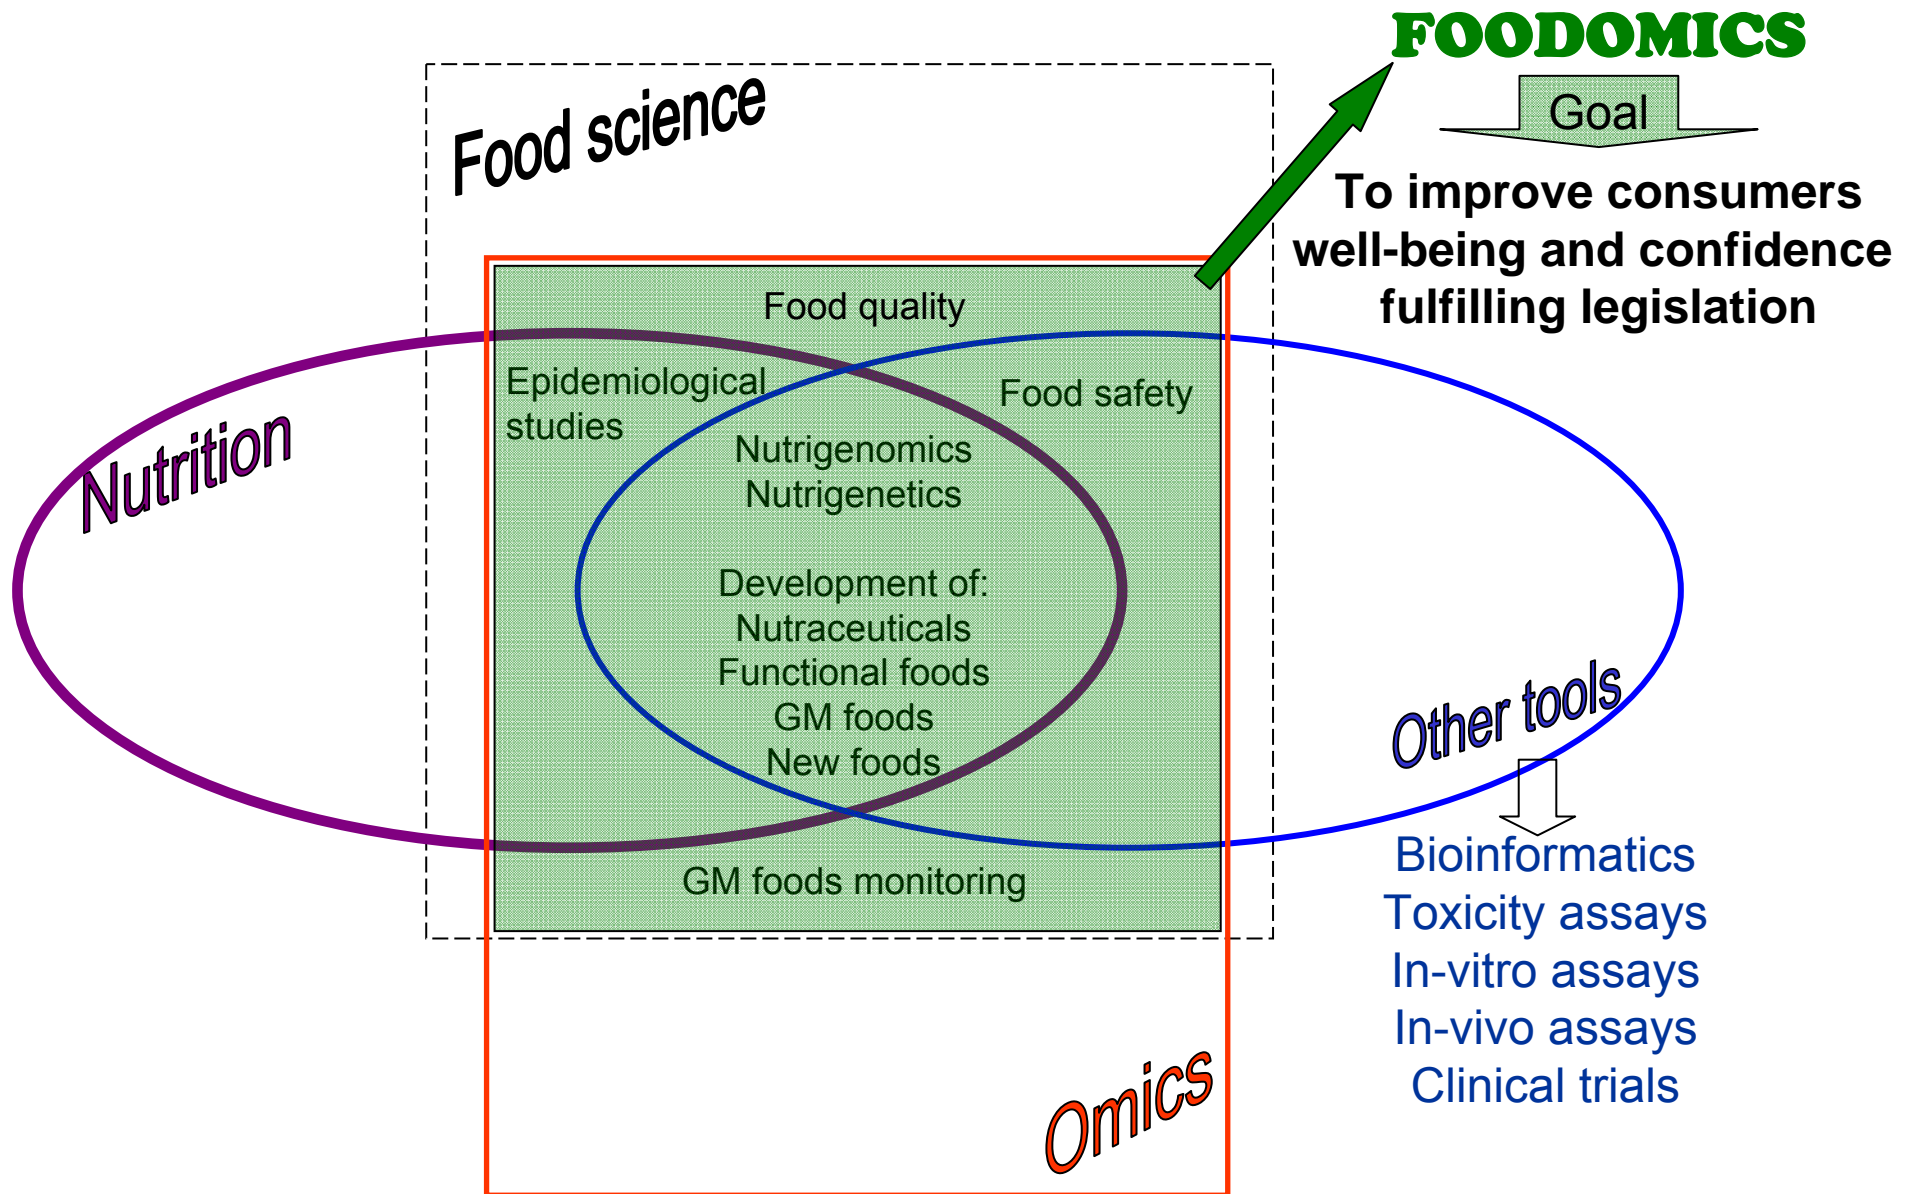 FOODOMICS
Goal
To improve consumers
well-being and confidence
fulfilling legislation
Food science
Food quality
Epidemiological
studies
Food safety
Nutrition
Nutrigenomics
Nutrigenetics
Development of:
Nutraceuticals
Functional foods
GM foods
New foods
Other tools
GM foods monitoring
Bioinformatics
Toxicity assays
In-vitro assays
In-vivo assays
Clinical trials
Omics